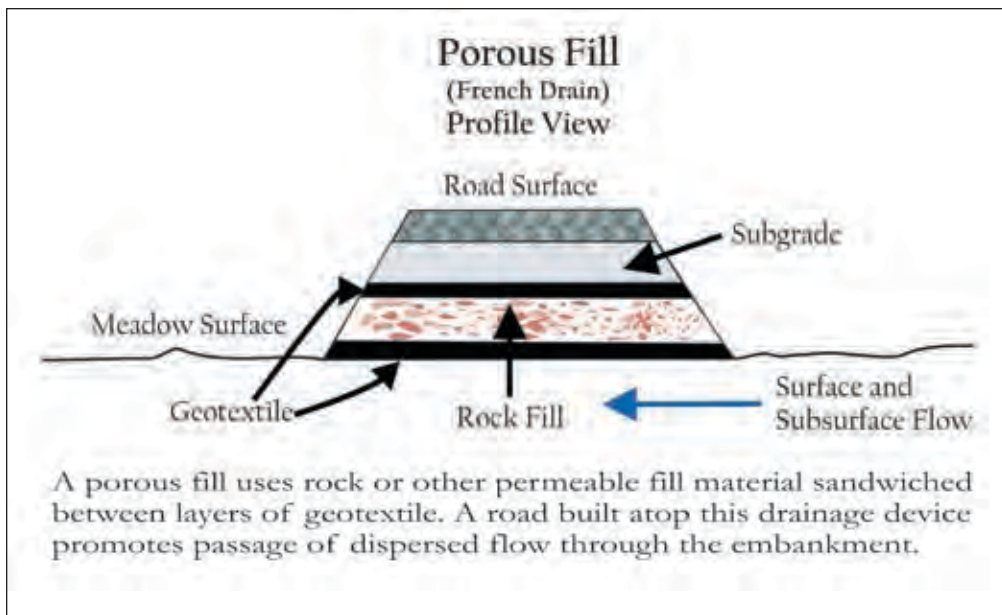 Porous Fill
(French Drain)
Profile View
Road Surface
Subgrade
Meadow Surface
Geotextile
Rock Fill
Surface and
Subsurface Flow
A porous fill uses rock or other permeable fill material sandwiched
between layers of geotextile. A road built atop this drainage device
promotes passage of dispersed flow through the embankment.